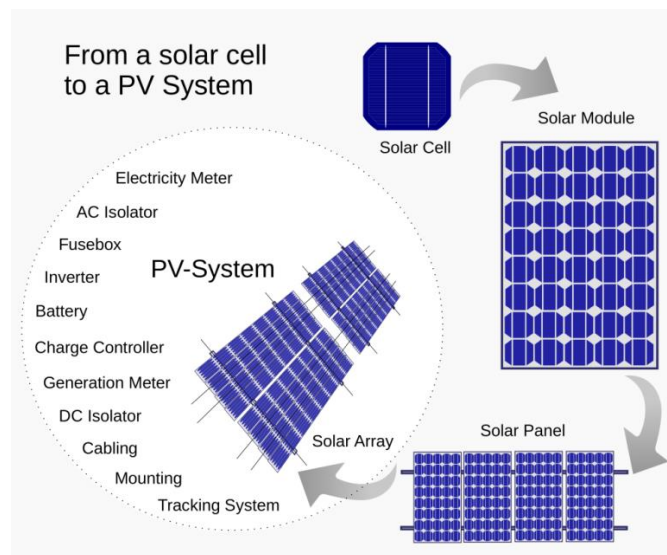 From a solar cell
to a PV System
Solar Cell
Solar Module
Electricity Meter
AC Isolator
Fusebox
PV-System
Inverter
Battery
Charge Controller
Generation Meter
DC Isolator
Cabling
Mounting
Tracking System
Solar Array
Solar Panel